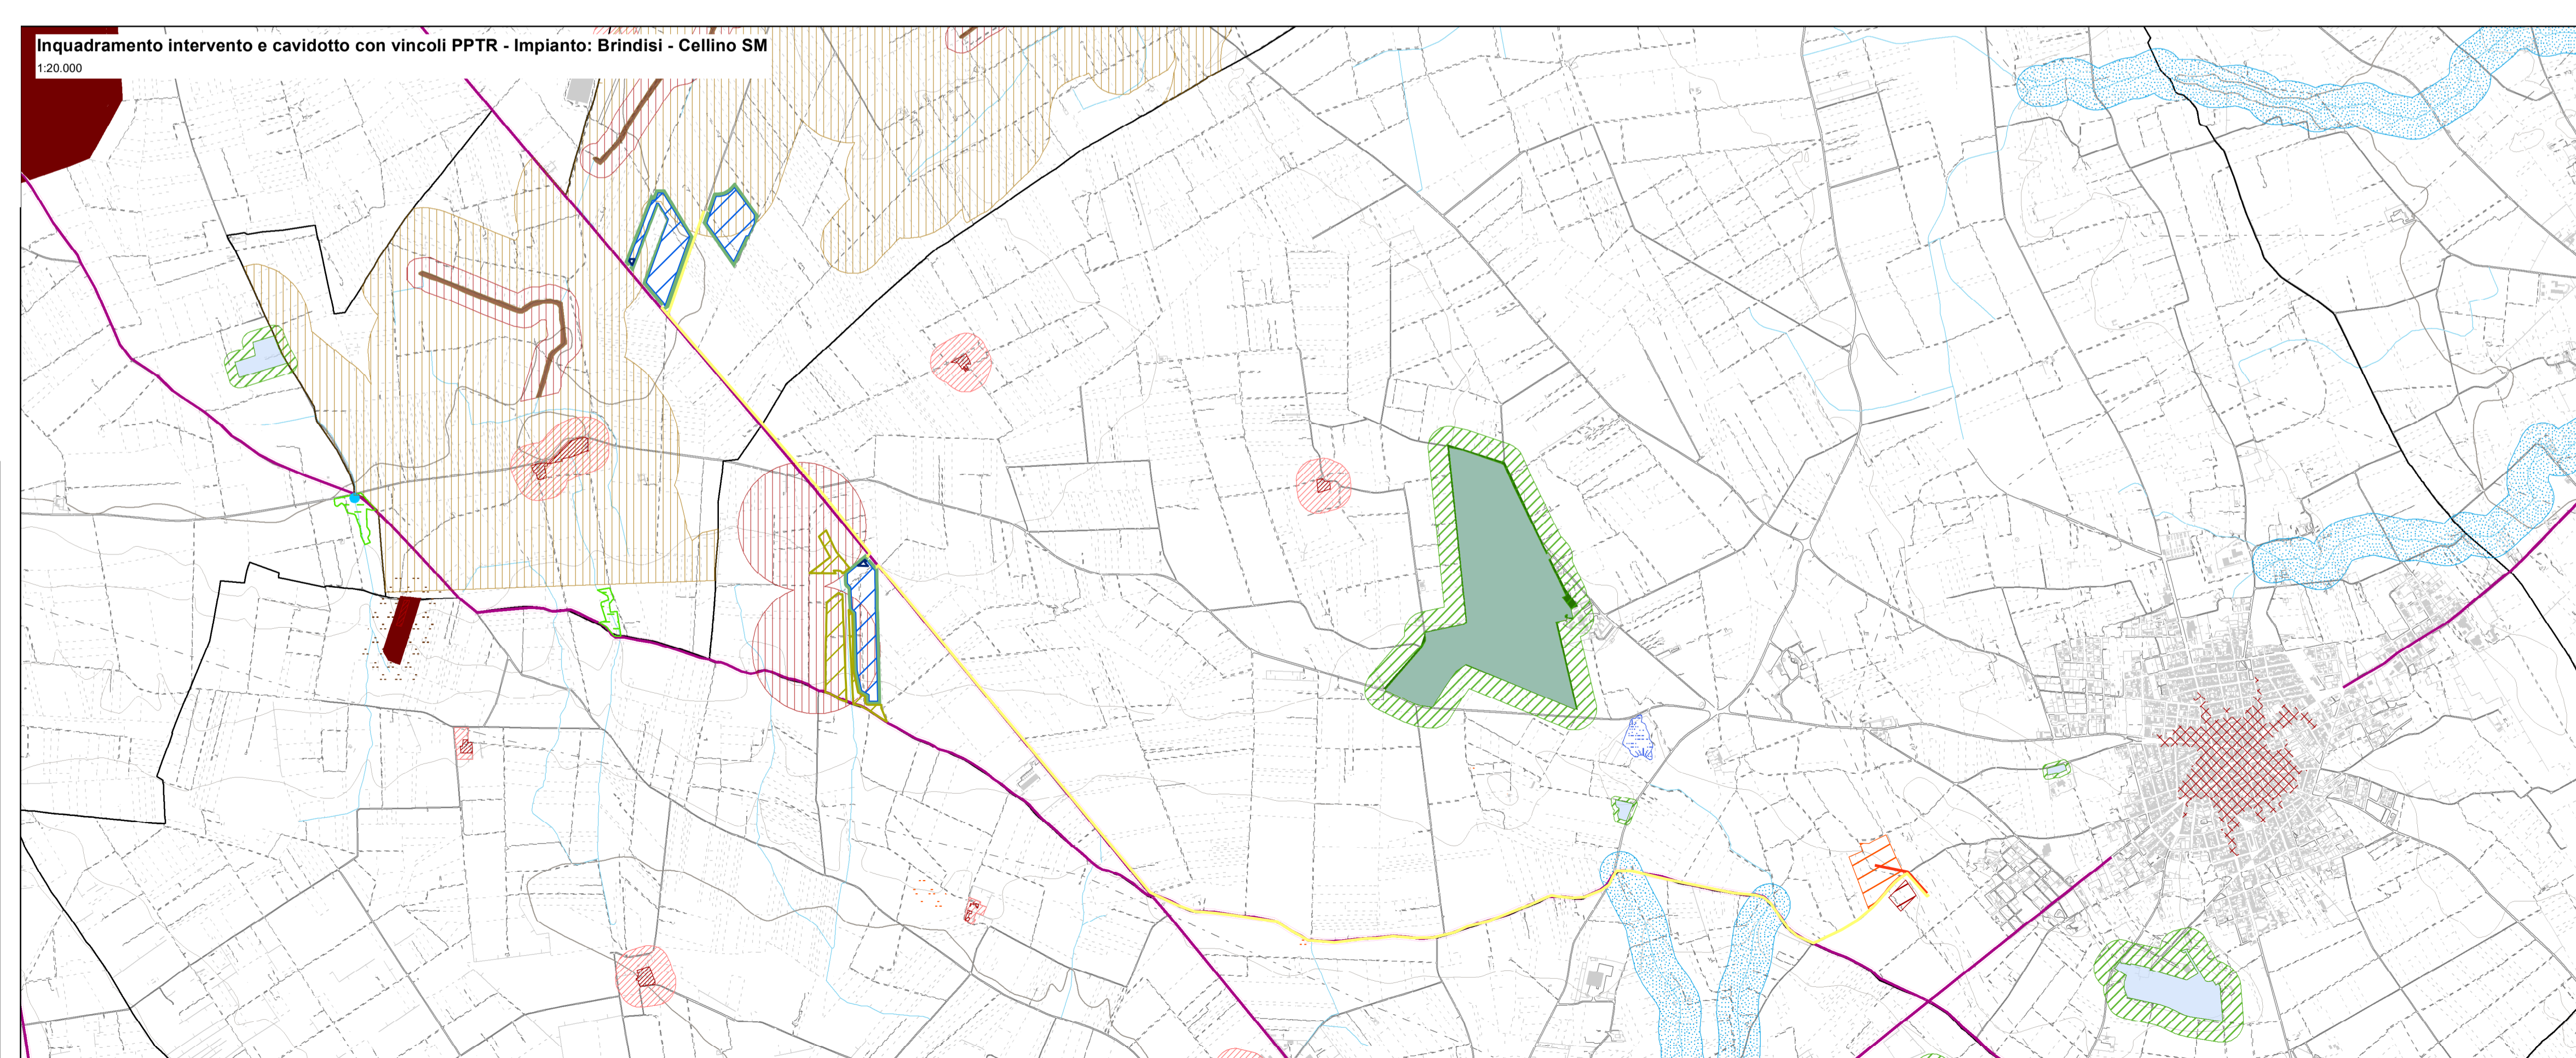 Inquadramento intervento e cavidotto con vincoli PPTR - Impianto: Brindisi - Cellino SM
1:20.000